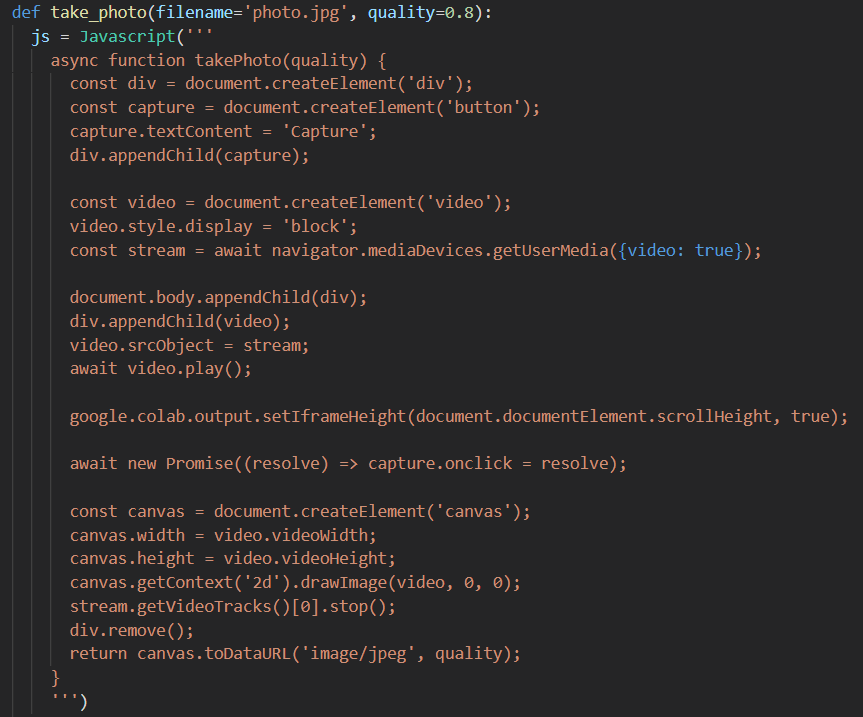 def take_photo(filename='photo.jpg', quality=0.8):
  js = Javascript('''
    async function takePhoto(quality) {
      const div = document.createElement('div');
      const capture = document.createElement('button');
      capture.textContent = 'Capture';
      div.appendChild(capture);

      const video = document.createElement('video');
      video.style.display = 'block';
      const stream = await navigator.mediaDevices.getUserMedia({video: true});

      document.body.appendChild(div);
      div.appendChild(video);
      video.srcObject = stream;
      await video.play();

      google.colab.output.setIframeHeight(document.documentElement.scrollHeight, true);

      await new Promise((resolve) => capture.onclick = resolve);

      const canvas = document.createElement('canvas');
      canvas.width = video.videoWidth;
      canvas.height = video.videoHeight;
      canvas.getContext('2d').drawImage(video, 0, 0);
      stream.getVideoTracks()[0].stop();
      div.remove();
      return canvas.toDataURL('image/jpeg', quality);
    }
    ''')